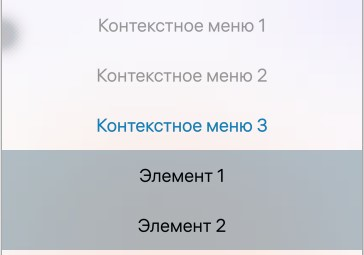 Контекстное меню 1
Контекстное меню 2
Контекстное меню 3
Элемент 1
Элемент 2